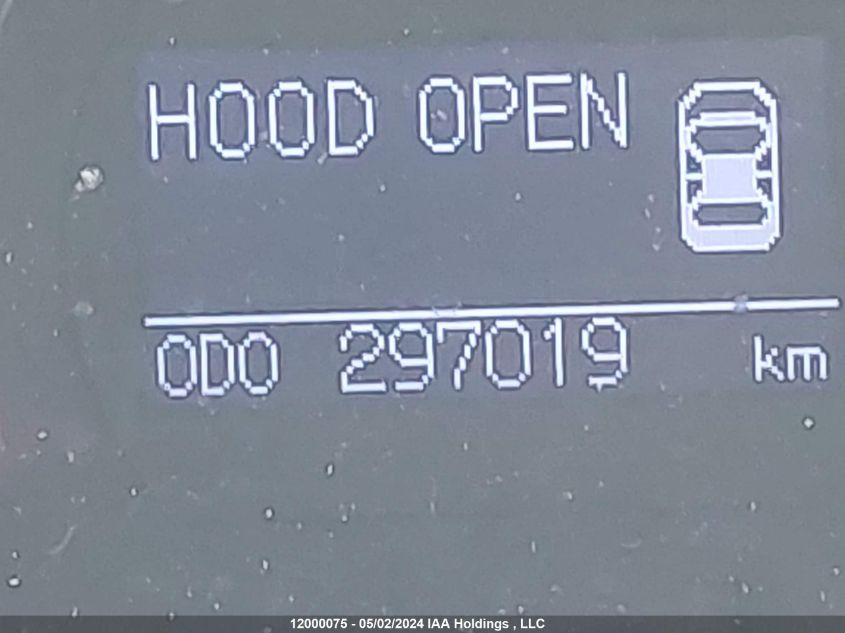 HOOD OPEN
ODO 297019 km
12000075 - 05/02/2024 IAA Holdings , LLC